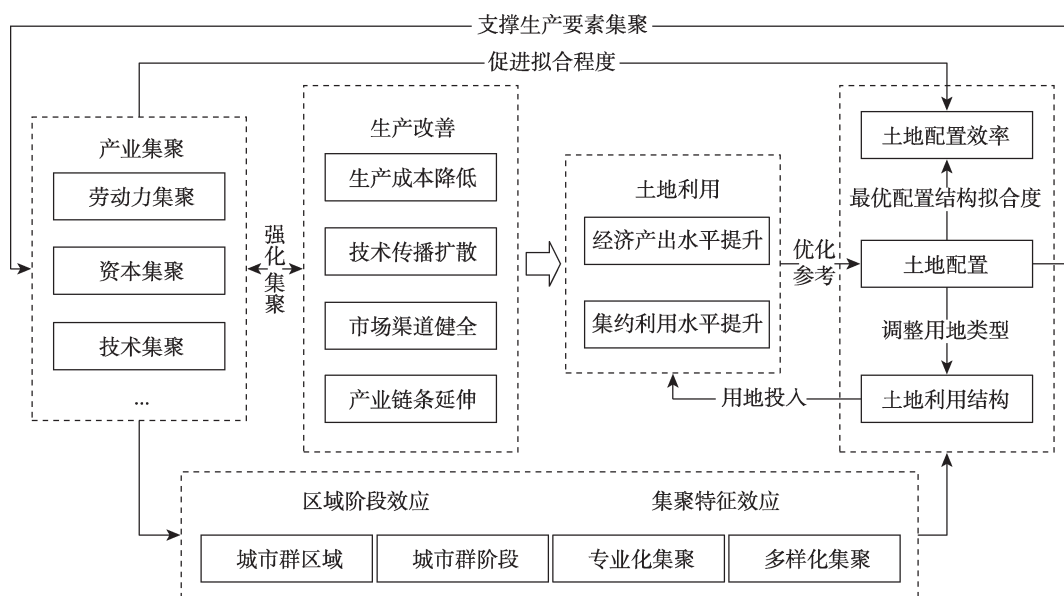 支撑生产要素集聚
促进拟合程度
产业集聚
劳动力集聚
资本集聚
技术集聚
...
强化集聚
生产改善
生产成本降低
技术传播扩散
市场渠道健全
产业链条延伸
土地利用
经济产出水平提升
集约利用水平提升
优化
参考
用地投入
土地配置效率
最优配置结构拟合度
土地配置
调整用地类型
土地利用结构
区域阶段效应
集聚特征效应
城市群区域
城市群阶段
专业化集聚
多样化集聚